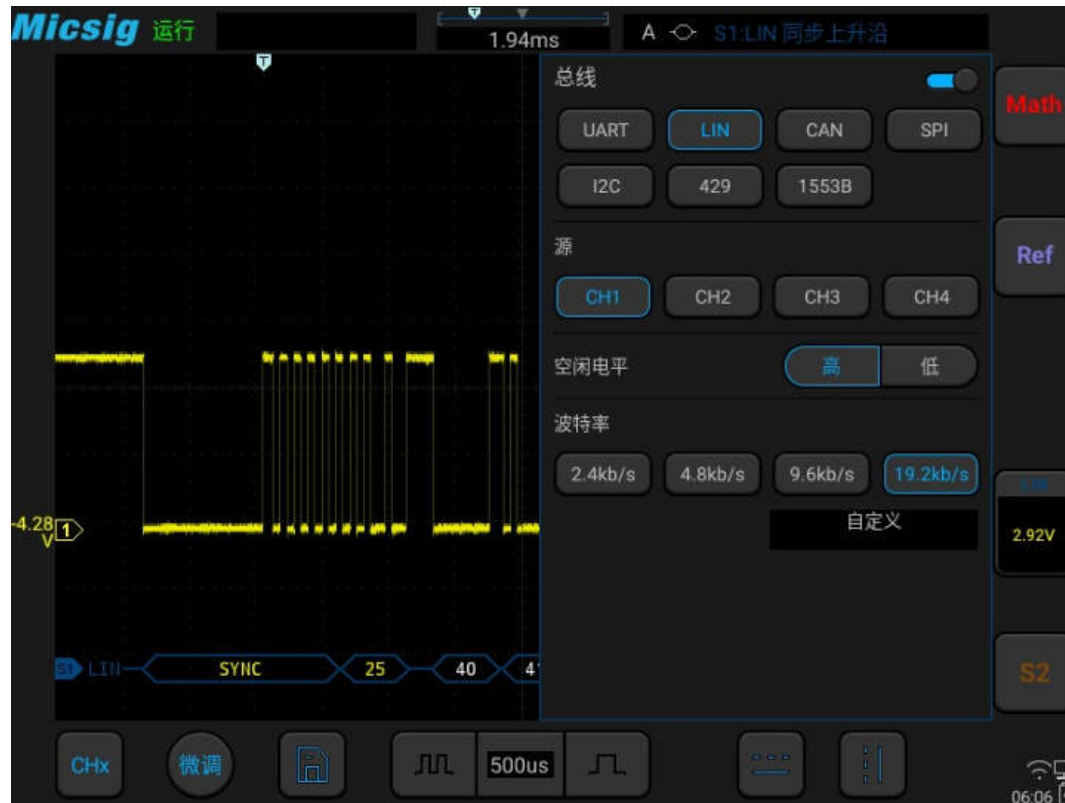 Micsig 运行
T
1.94ms
A S1:LIN 同步上升沿
T
总线
UART LIN CAN SPI
I2C 429 1553B
源
CH1 CH2 CH3 CH4
空闲电平 高 低
波特率
2.4kb/s 4.8kb/s 9.6kb/s 19.2kb/s
自定义
Math
Ref
2.92V
S2
-4.28
V
1
S1 LIN SYNC 25 40
CHx 微调 500us
06:06